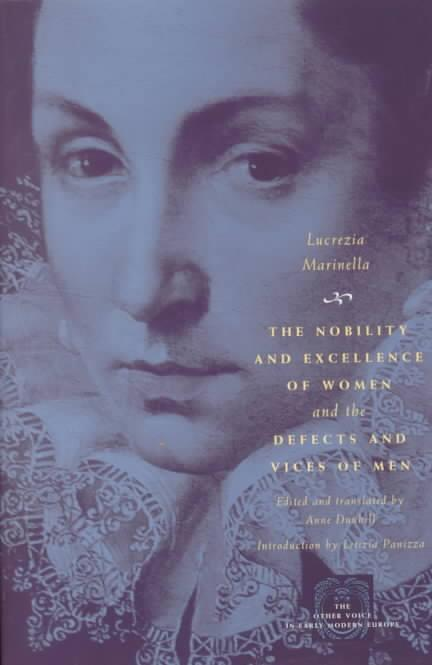 Lucrezia
Marinella
THE NOBILITY
AND EXCELLENCE
OF WOMEN
and the
DEFECTS AND
VICES OF MEN
Edited and translated by
Anne Dunhill
Introduction by Letizia Panizza
THE
OTHER VOICE
IN EARLY MODERN EUROPE